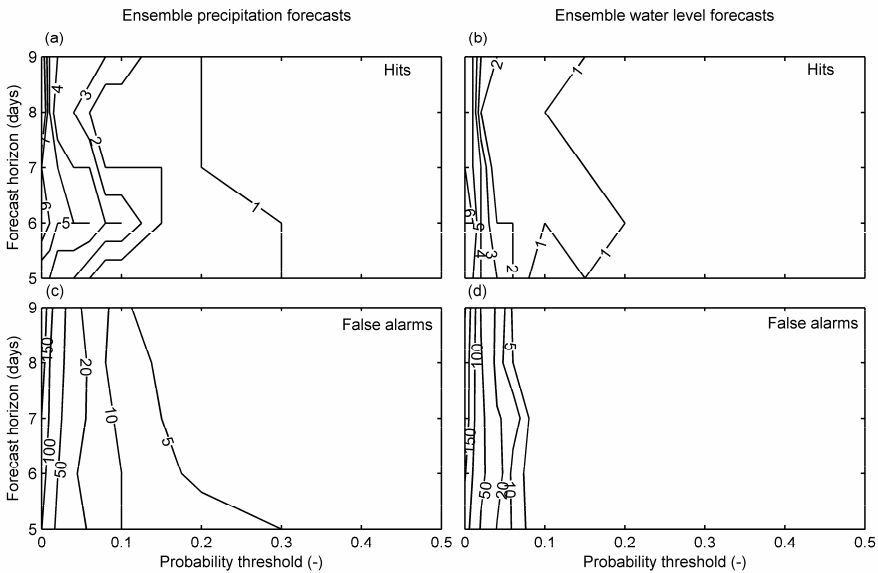 Ensemble precipitation forecasts
Ensemble water level forecasts
(a)
(b)
Hits
Hits
Forecast horizon (days)
9
8
7
6
5
4
3
2
7
6
5
1
2
1
6
5
4
3
2
1
1
(c)
(d)
False alarms
False alarms
Forecast horizon (days)
9
8
7
6
5
150
100
50
20
10
5
100
150
50
20
10
5
0 0.1 0.2 0.3 0.4 0.5
0 0.1 0.2 0.3 0.4 0.5
Probability threshold (-)
Probability threshold (-)